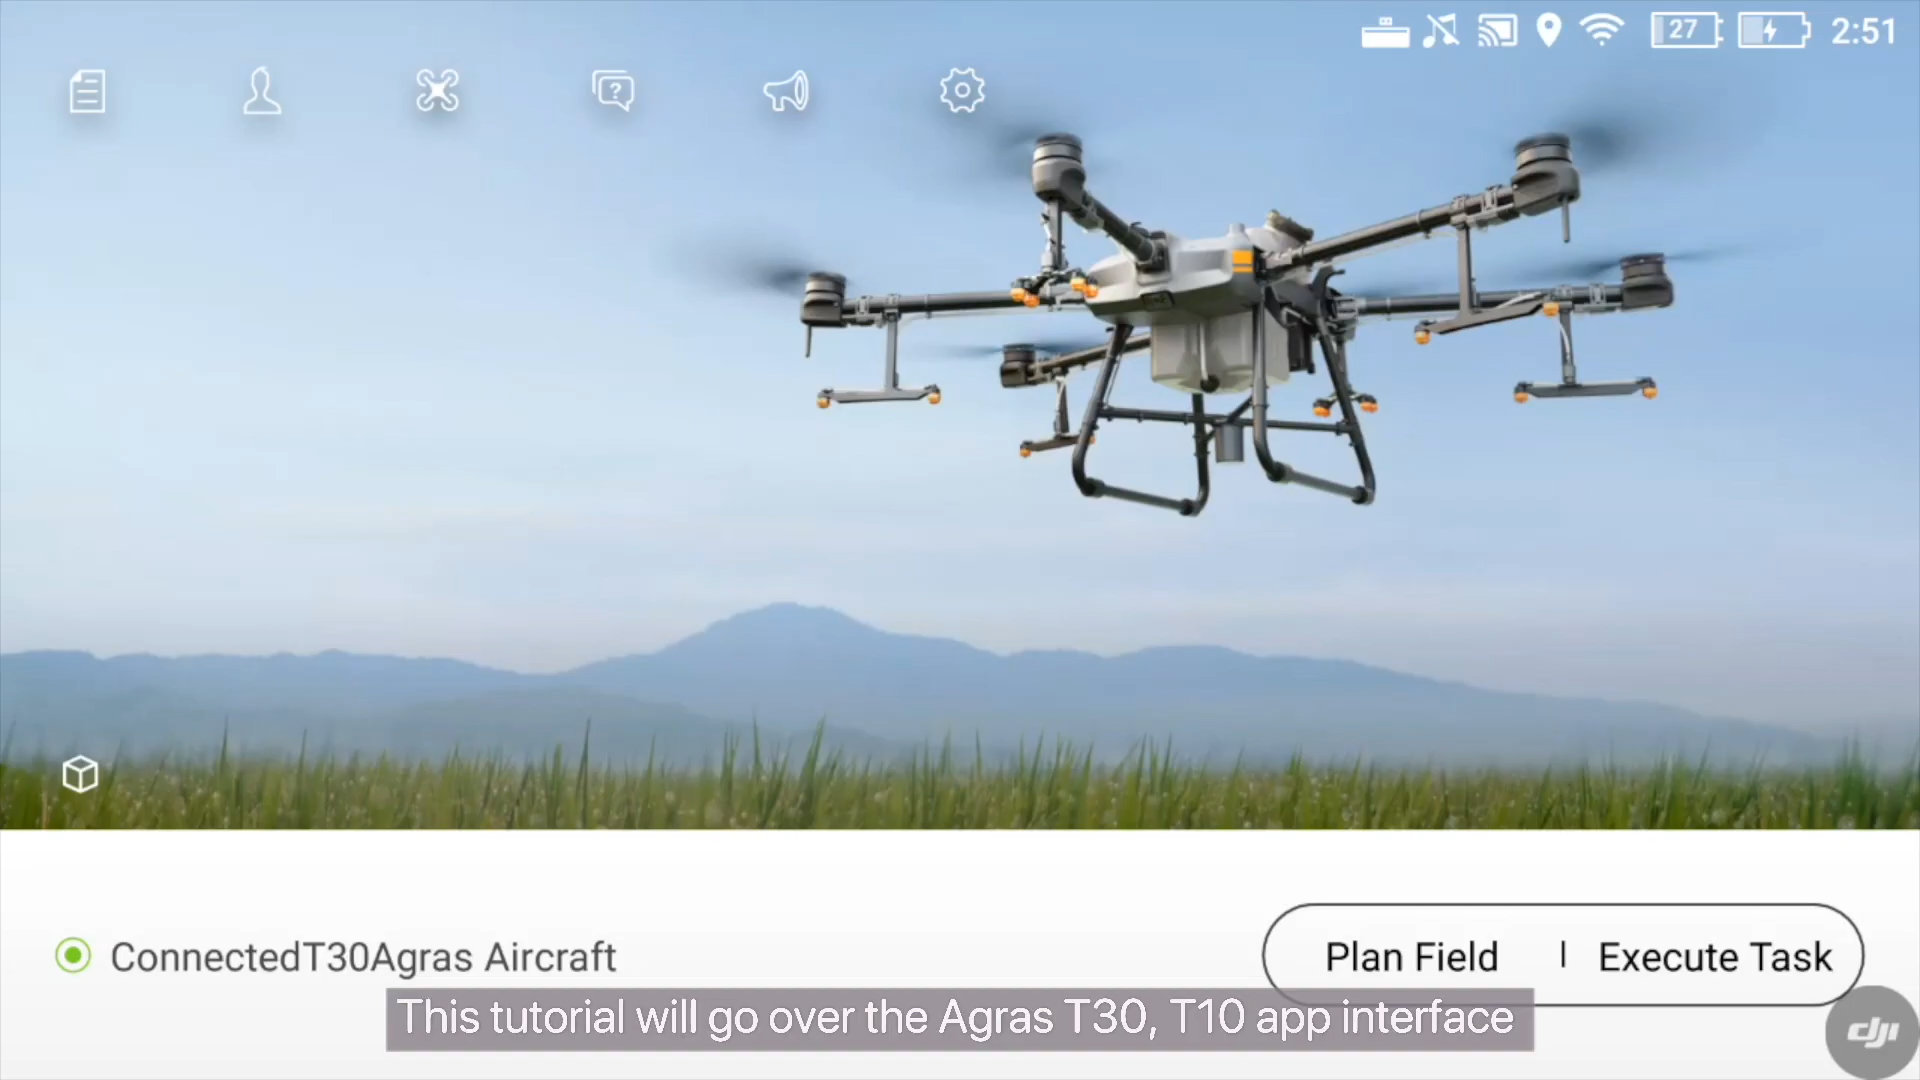 27
2:51
?
ConnectedT30Agras Aircraft
Plan Field | Execute Task
This tutorial will go over the Agras T30, T10 app interface
dji